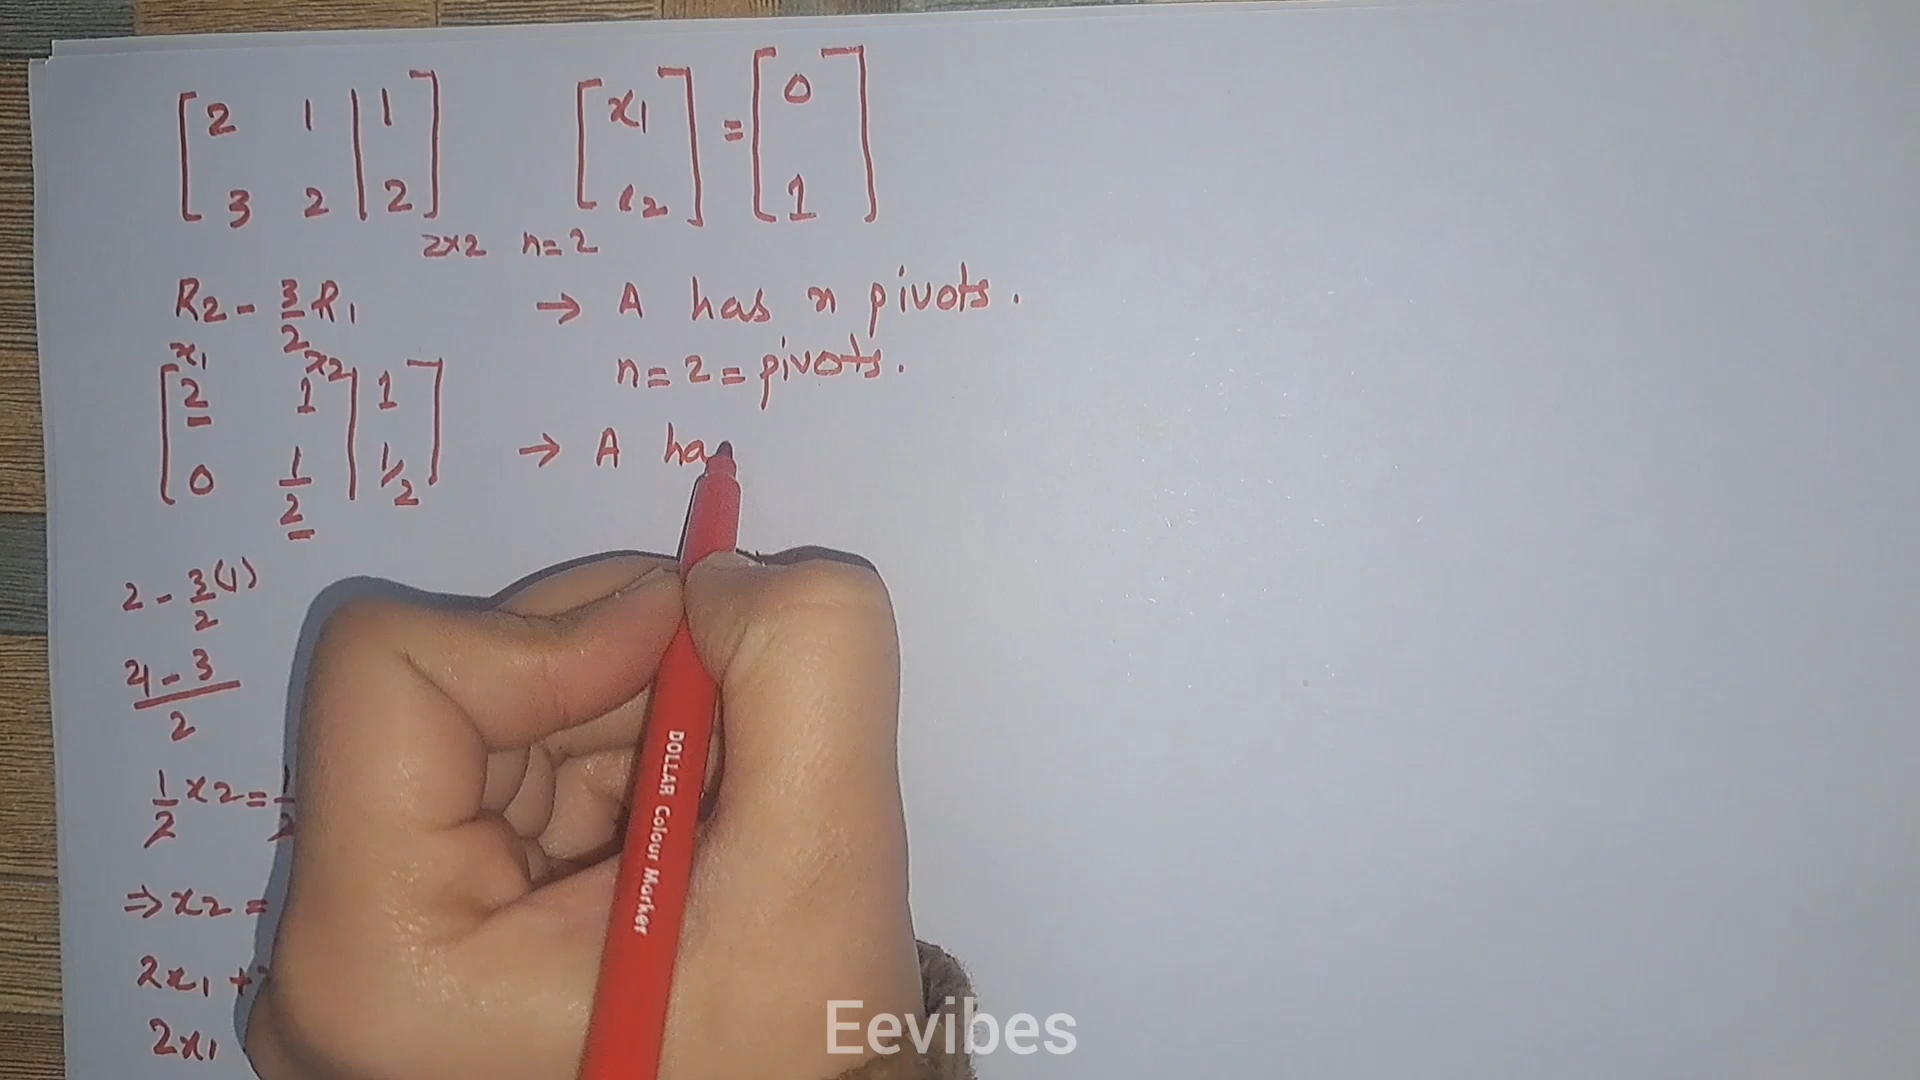 [2 1 | 1] [x1] = [0]
[3 2 | 2] [x2] [1]
2x2 n=2
R2 - 3/2 R1 → A has n pivots.
x1 x2 n = 2 = pivots.
[2 1 | 1]
[0 1/2 | 1/2] → A ha
2 - 3/2 (1)
4 - 3
2
1/2 x2 = 1/2
⇒ x2 =
2x1 +
2x1
DOLLAR Colour Marker
Eevibes